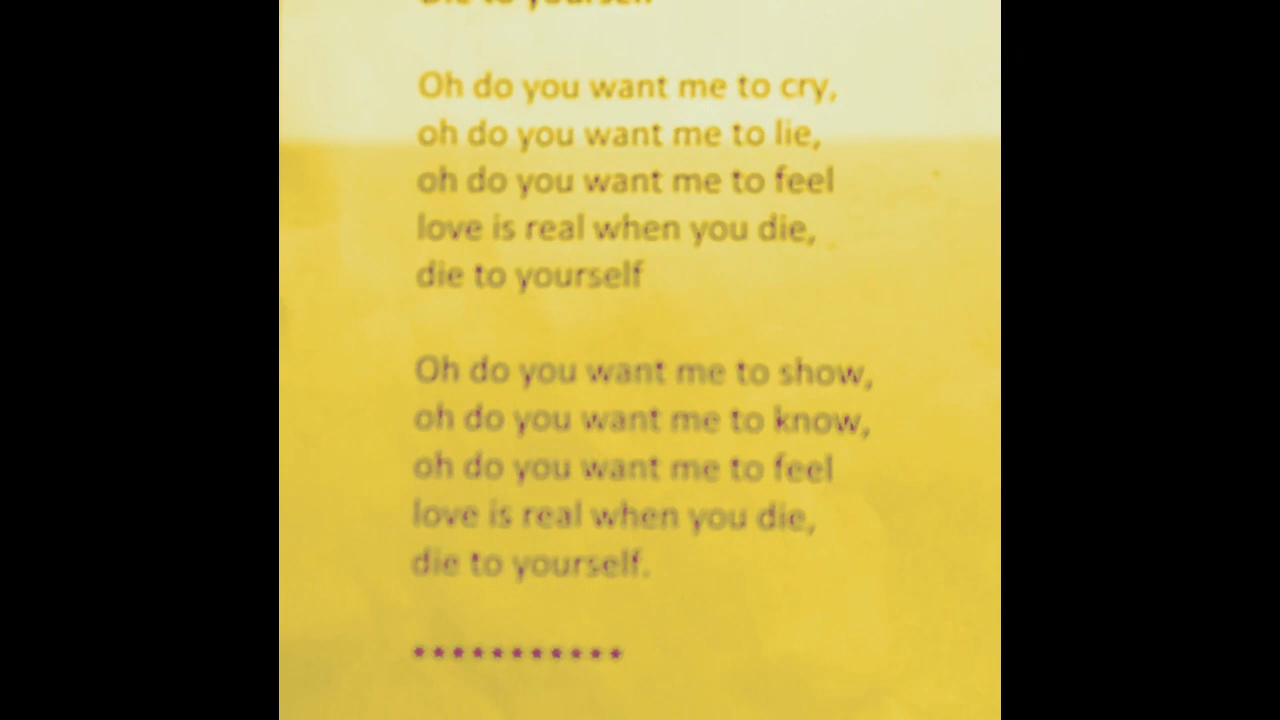 Die to yourself
Oh do you want me to cry,
oh do you want me to lie,
oh do you want me to feel
love is real when you die,
die to yourself
Oh do you want me to show,
oh do you want me to know,
oh do you want me to feel
love is real when you die,
die to yourself.
***********